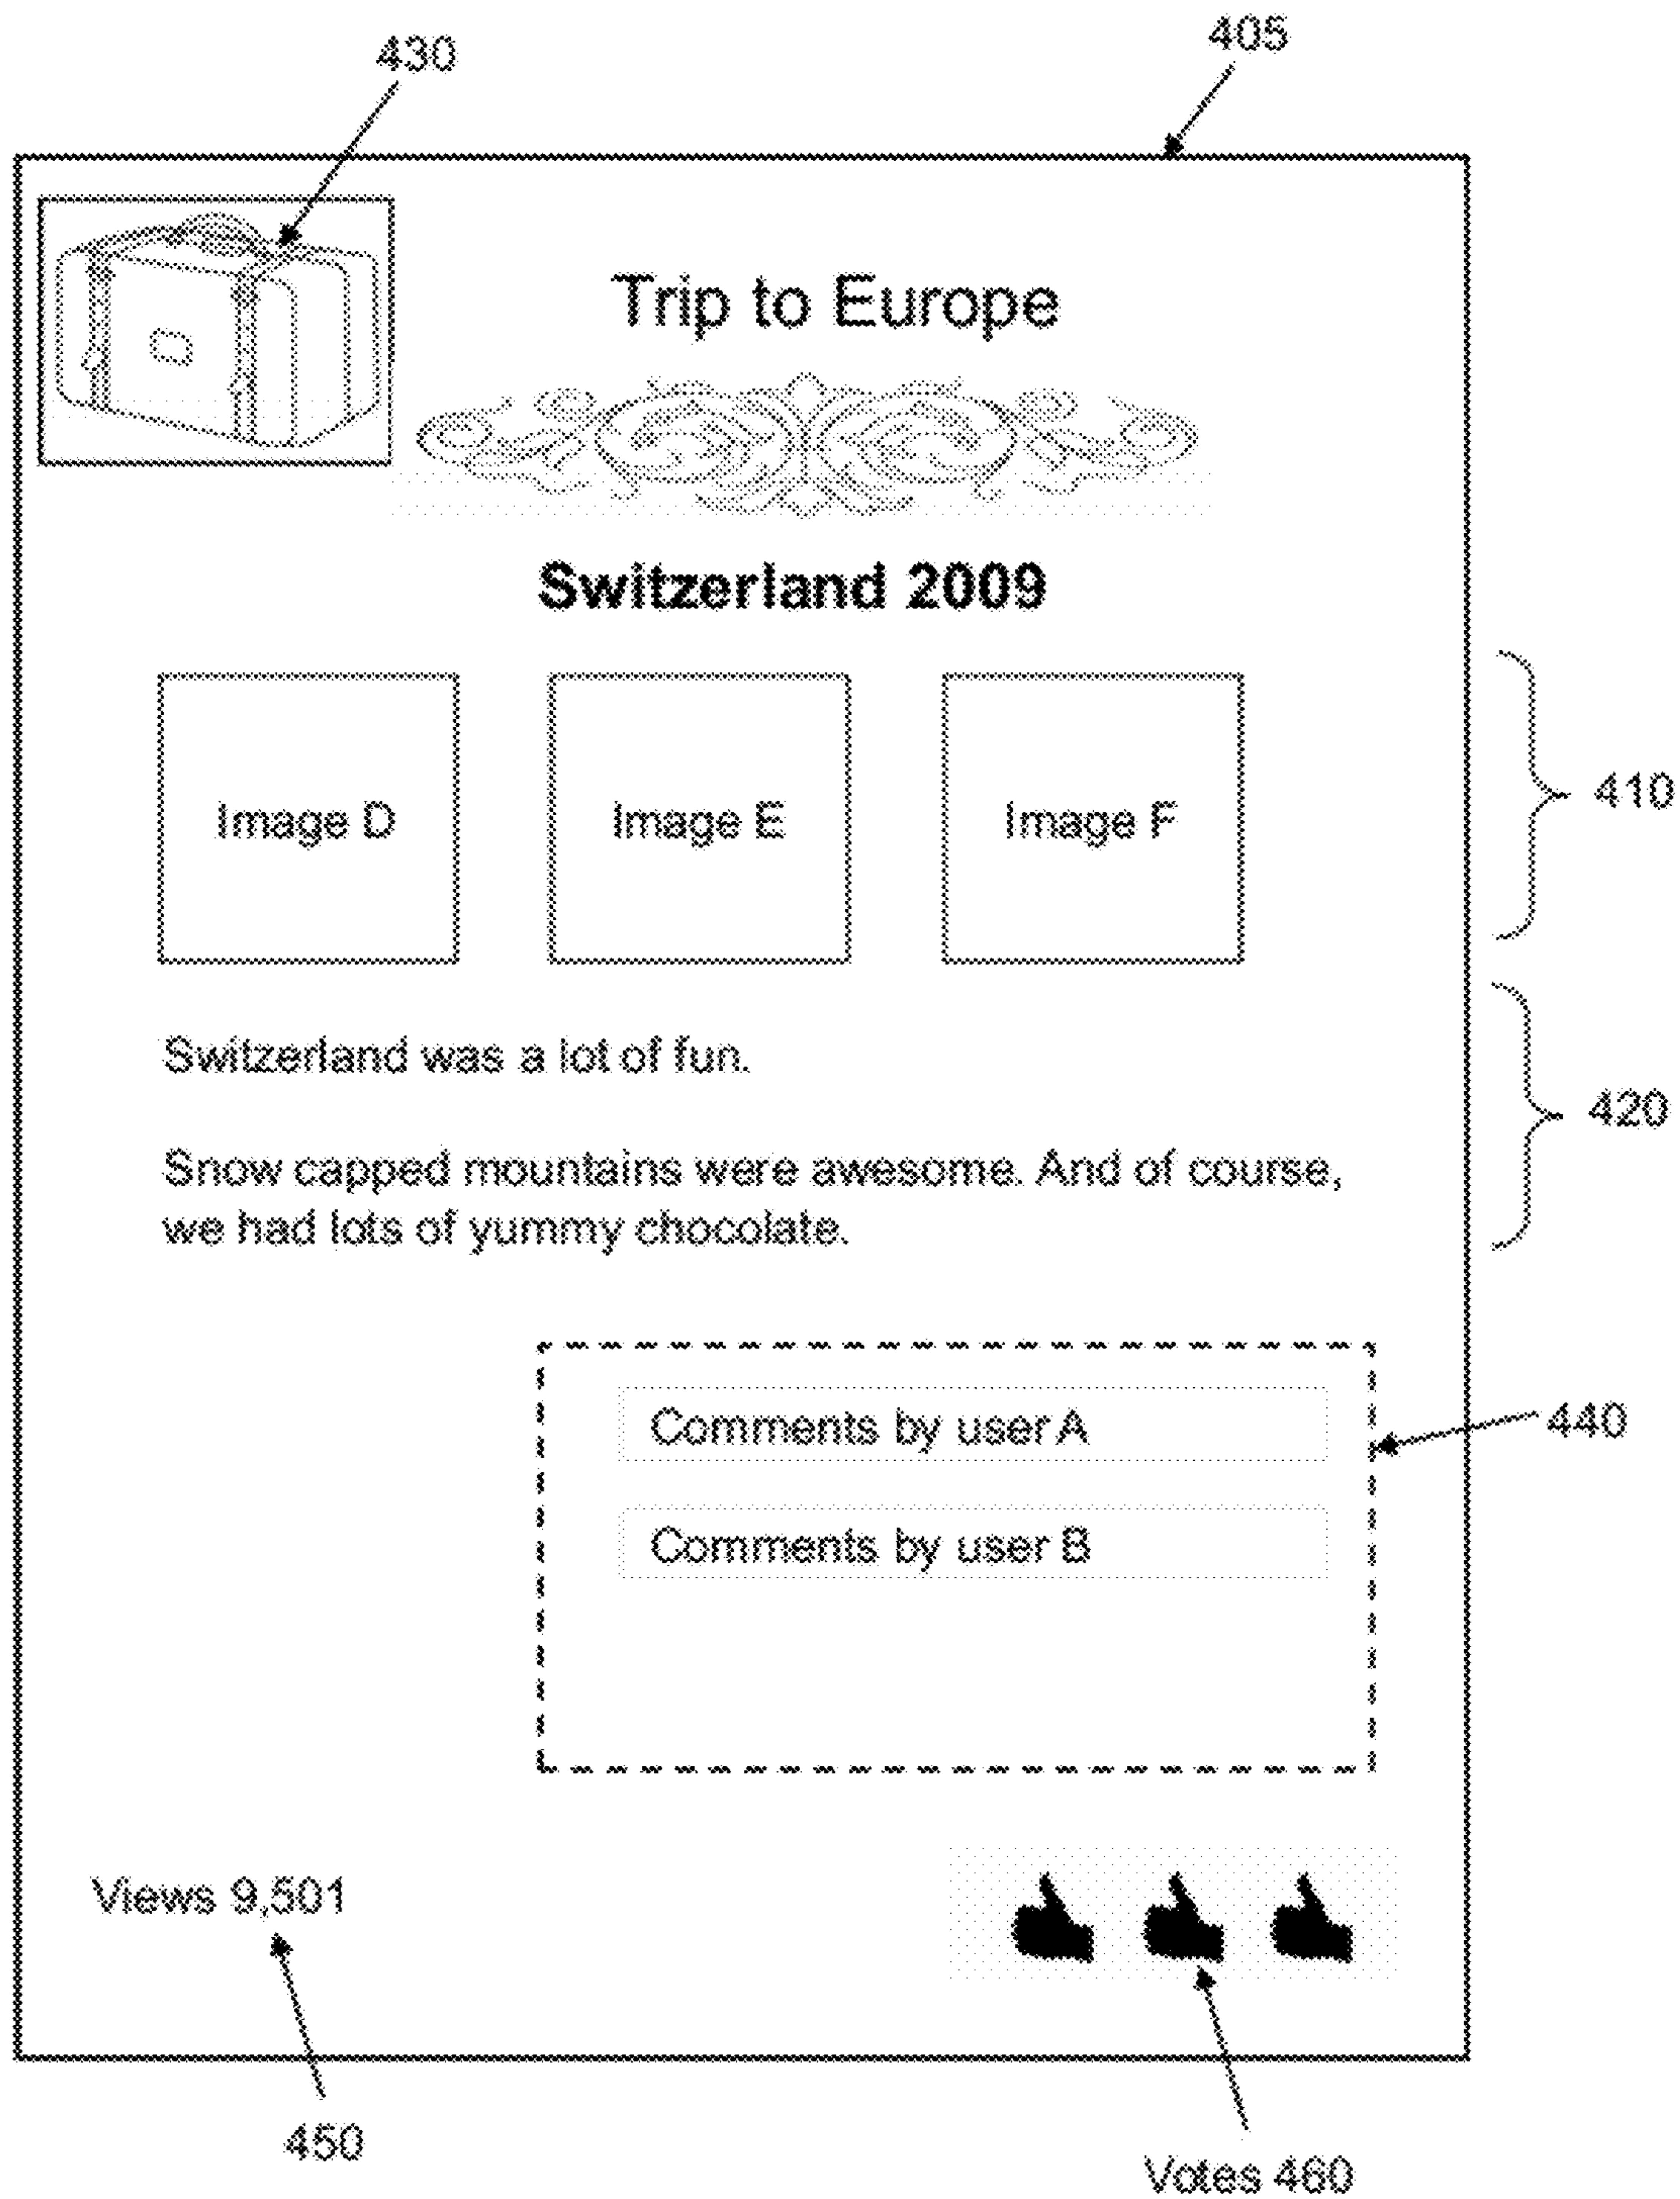 430
405
Trip to Europe
Switzerland 2009
Image D
Image E
Image F
410
Switzerland was a lot of fun.
420
Snow capped mountains were awesome. And of course,
we had lots of yummy chocolate.
Comments by user A
440
Comments by user B
Views 9,501
450
Votes 460